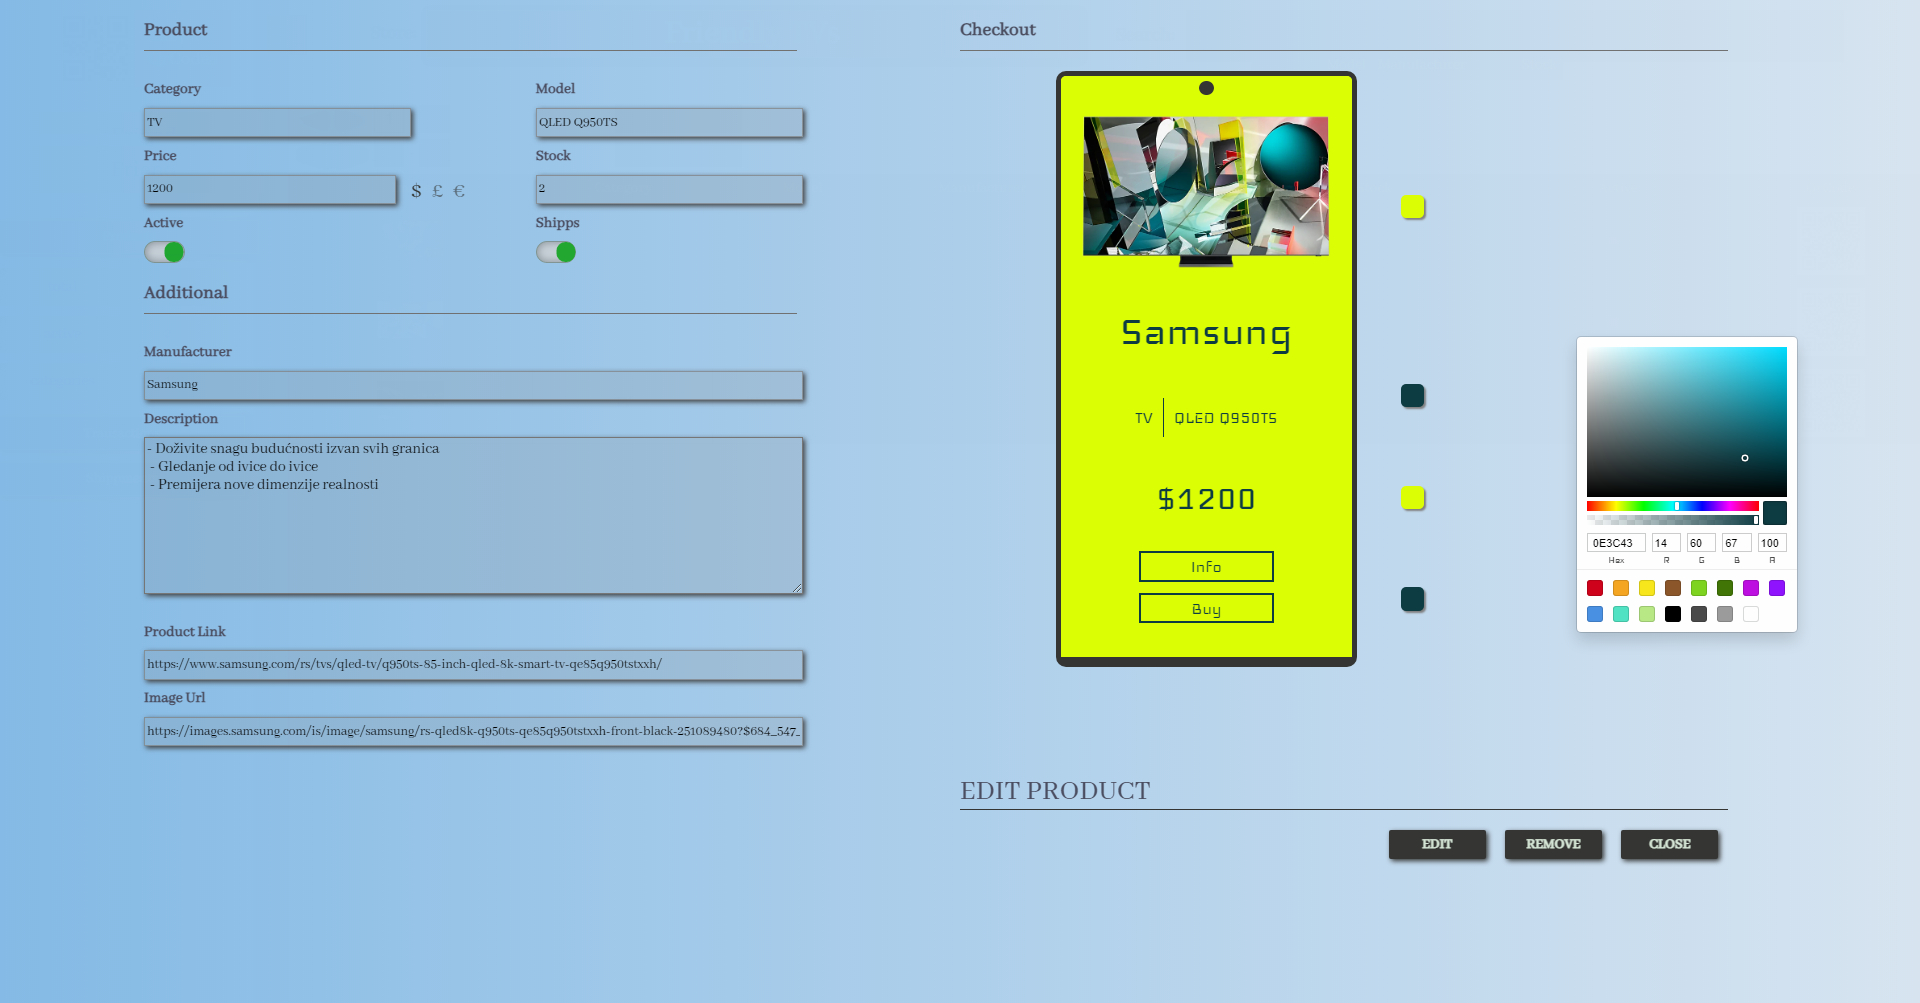 Product
Category
Model
TV
QLED Q950TS
Price
Stock
1200
$ £ €
2
Active
Shipps
Additional
Manufacturer
Samsung
Description
- Doživite snagu budućnosti izvan svih granica
- Gledanje od ivice do ivice
- Premijera nove dimenzije realnosti
Product Link
https://www.samsung.com/rs/tvs/qled-tv/q950ts-85-inch-qled-8k-smart-tv-qe85q950tstxxh/
Image Url
https://images.samsung.com/is/image/samsung/rs-qled8k-q950ts-qe85q950tstxxh-front-black-251089480?$684_547_
Checkout
Samsung
TV
QLED Q950TS
$1200
Info
Buy
0E3C43
14
60
67
100
Hex
R
G
B
A
EDIT PRODUCT
EDIT
REMOVE
CLOSE